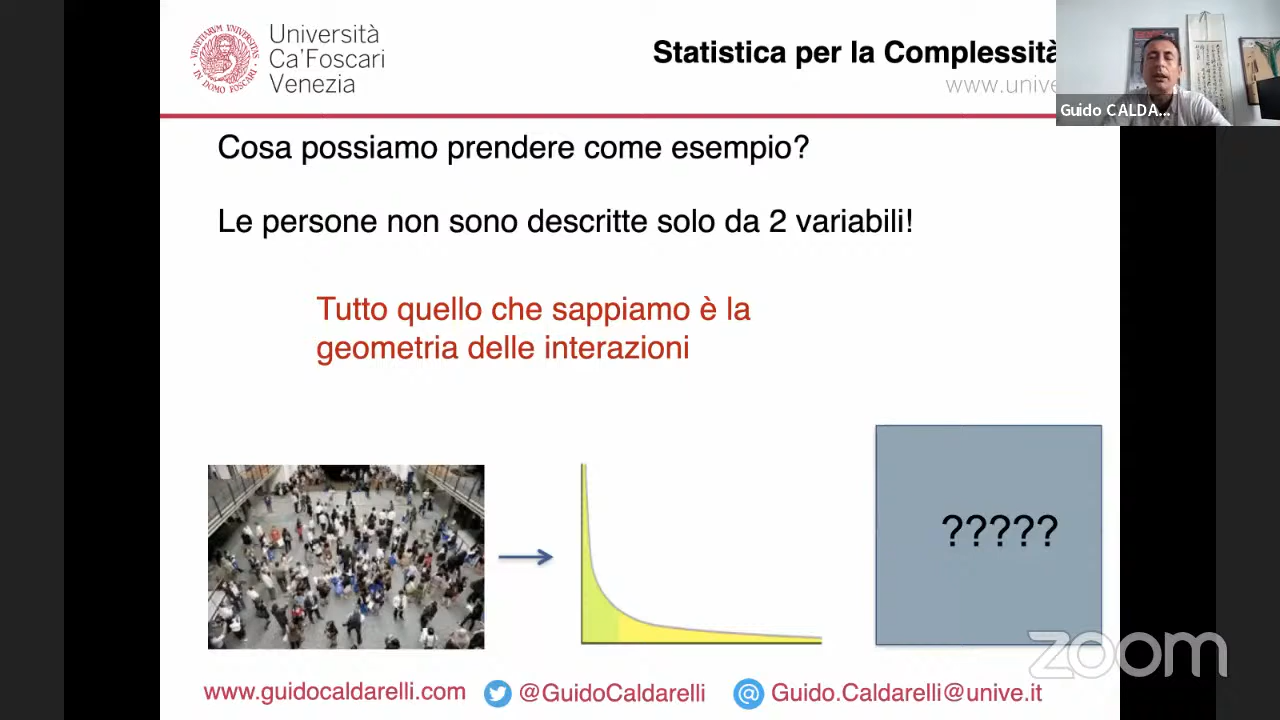 Università
Ca'Foscari
Venezia
Statistica per la Complessità
www.unive
Guido CALDA...
Cosa possiamo prendere come esempio?
Le persone non sono descritte solo da 2 variabili!
Tutto quello che sappiamo è la
geometria delle interazioni
?????
zoom
www.guidocaldarelli.com @GuidoCaldarelli @ Guido.Caldarelli@unive.it